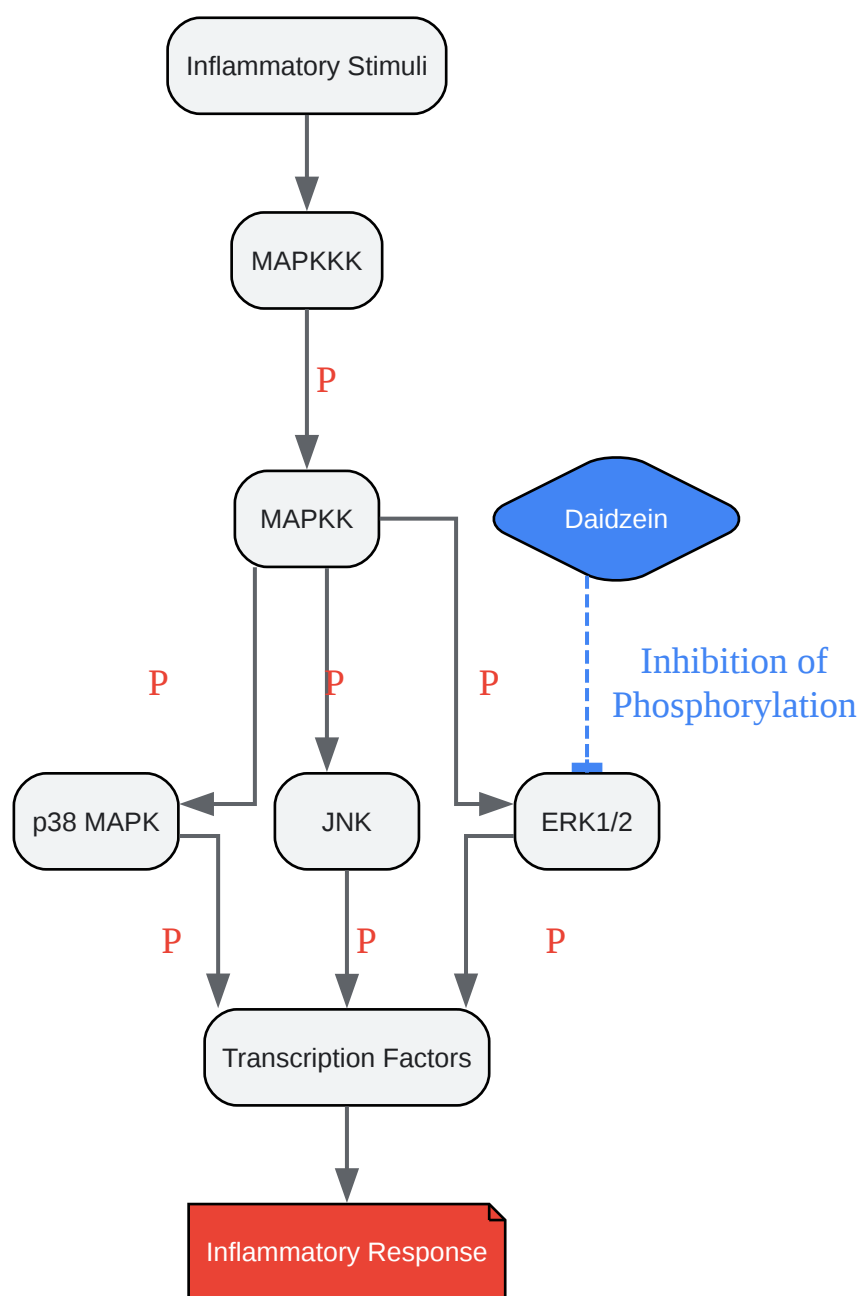 Inflammatory Stimuli
MAPKKK
P
MAPKK
Daidzein
P
P
P
Inhibition of
Phosphorylation
p38 MAPK
JNK
ERK1/2
P
P
P
Transcription Factors
Inflammatory Response